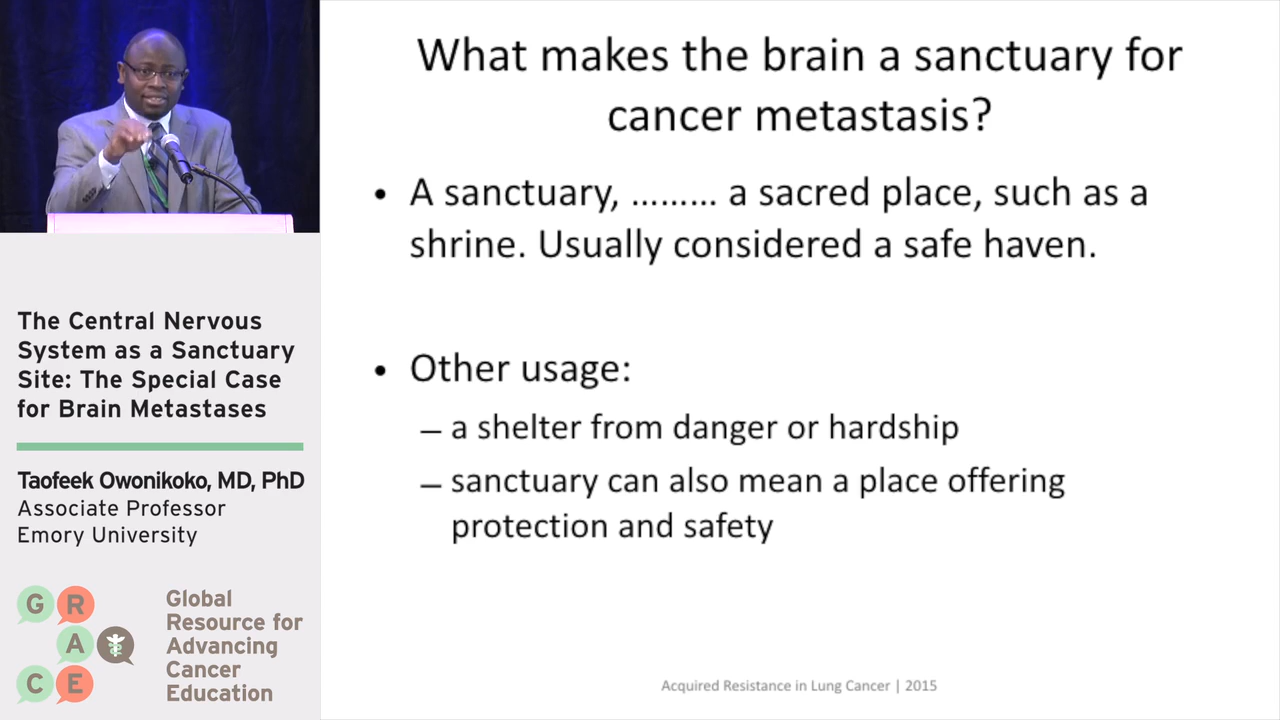 The Central Nervous
System as a Sanctuary
Site: The Special Case
for Brain Metastases
Taofeek Owonikoko, MD, PhD
Associate Professor
Emory University
G R
A
C E
Global
Resource for
Advancing
Cancer
Education
What makes the brain a sanctuary for
cancer metastasis?
• A sanctuary, ……… a sacred place, such as a
shrine. Usually considered a safe haven.
• Other usage:
– a shelter from danger or hardship
– sanctuary can also mean a place offering
protection and safety
Acquired Resistance in Lung Cancer | 2015